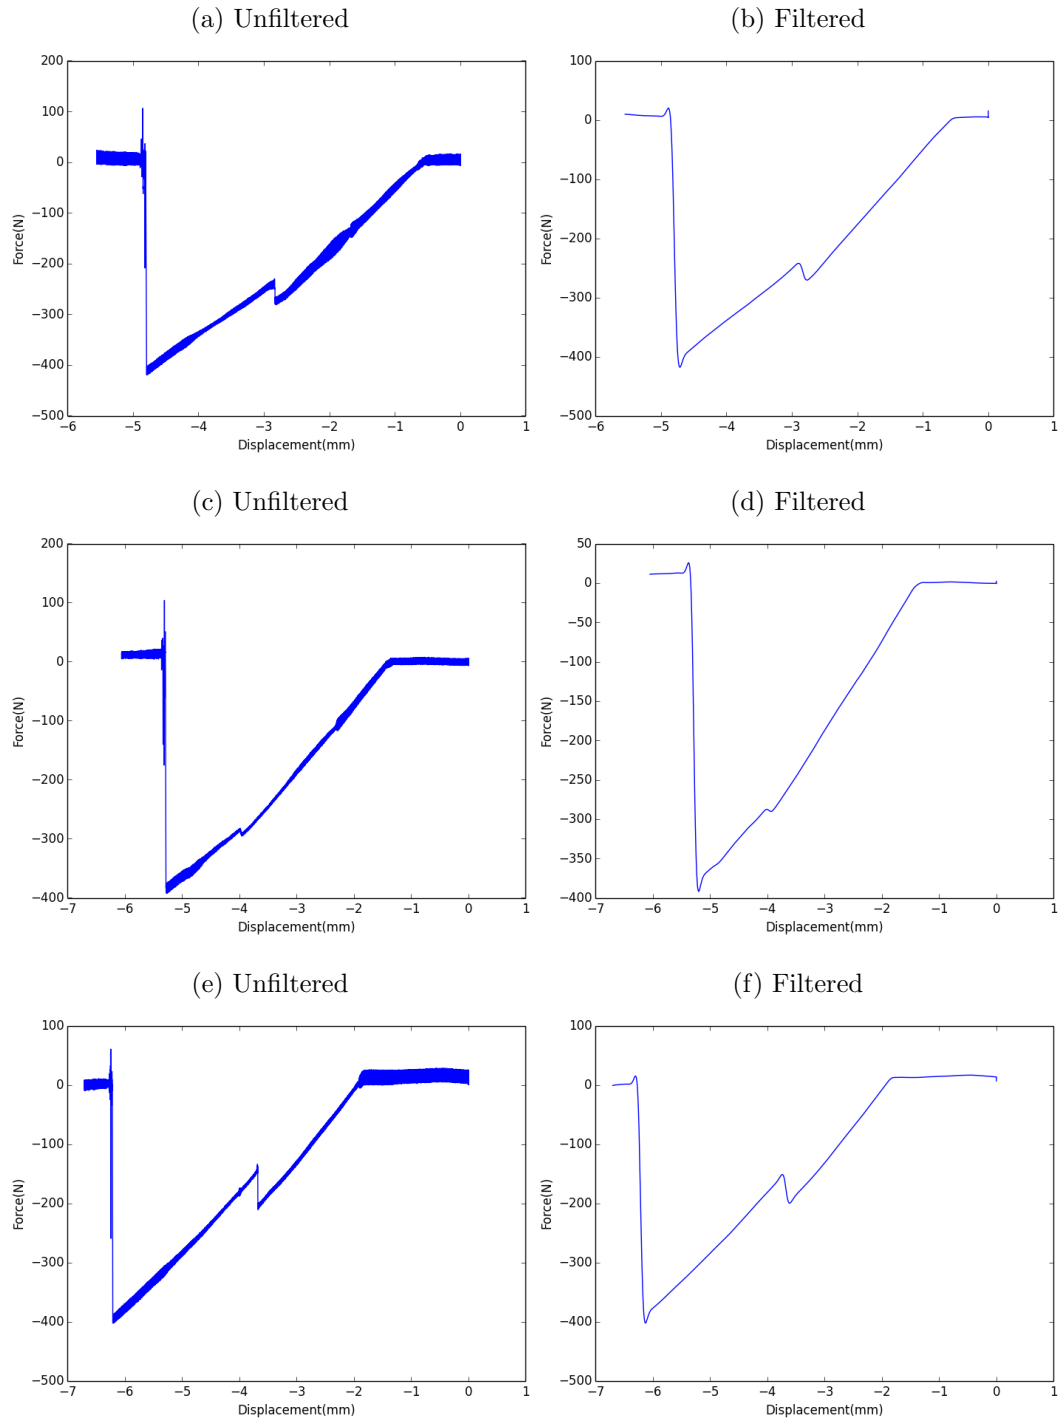 (a) Unfiltered
200
100
0
−100
−200
−300
−400
−500
Force(N)
−6 −5 −4 −3 −2 −1 0 1
Displacement(mm)
(b) Filtered
100
0
−100
−200
−300
−400
−500
Force(N)
−6 −5 −4 −3 −2 −1 0 1
Displacement(mm)
(c) Unfiltered
200
100
0
−100
−200
−300
−400
Force(N)
−7 −6 −5 −4 −3 −2 −1 0 1
Displacement(mm)
(d) Filtered
50
0
−50
−100
−150
−200
−250
−300
−350
−400
Force(N)
−7 −6 −5 −4 −3 −2 −1 0 1
Displacement(mm)
(e) Unfiltered
100
0
−100
−200
−300
−400
−500
Force(N)
−7 −6 −5 −4 −3 −2 −1 0 1
Displacement(mm)
(f) Filtered
100
0
−100
−200
−300
−400
−500
Force(N)
−7 −6 −5 −4 −3 −2 −1 0 1
Displacement(mm)